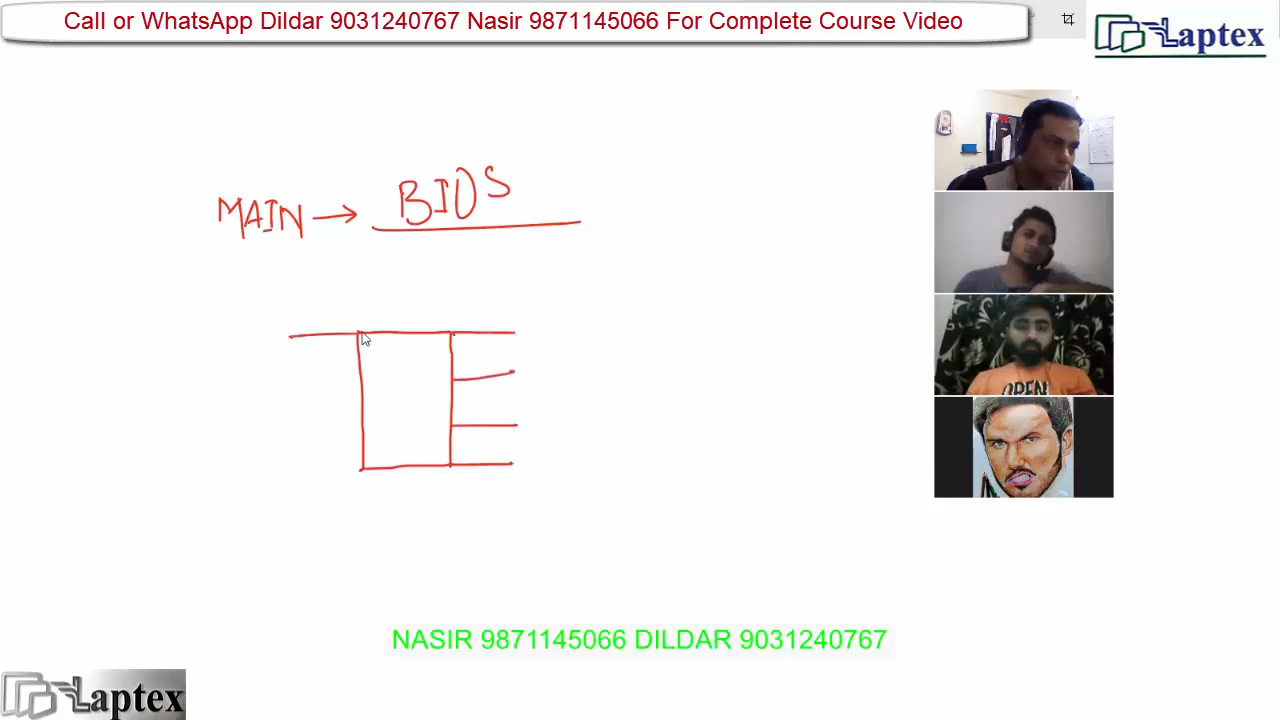 Call or WhatsApp Dildar 9031240767 Nasir 9871145066 For Complete Course Video
Laptex
MAIN → BIOS
OPEN
NASIR 9871145066 DILDAR 9031240767
Laptex